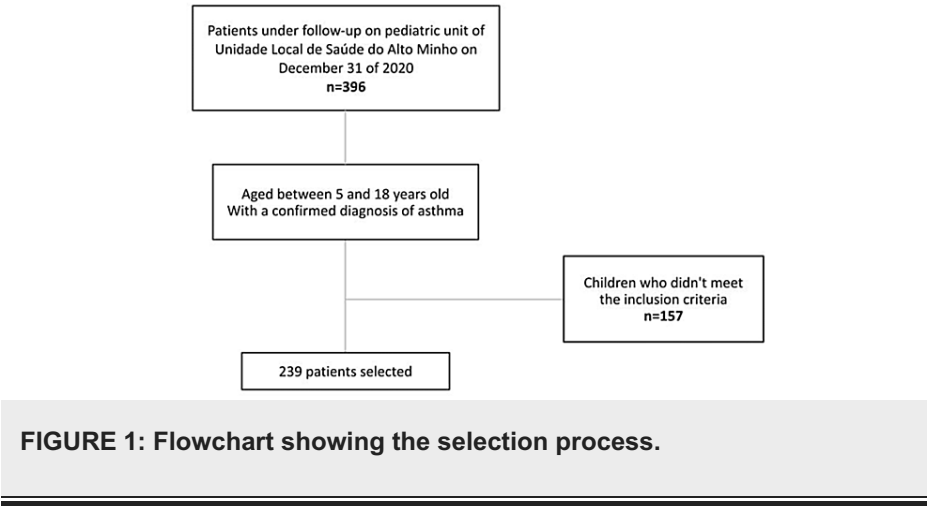 Patients under follow-up on pediatric unit of
Unidade Local de Saúde do Alto Minho on
December 31 of 2020
n=396
Aged between 5 and 18 years old
With a confirmed diagnosis of asthma
Children who didn't meet
the inclusion criteria
n=157
239 patients selected
FIGURE 1: Flowchart showing the selection process.